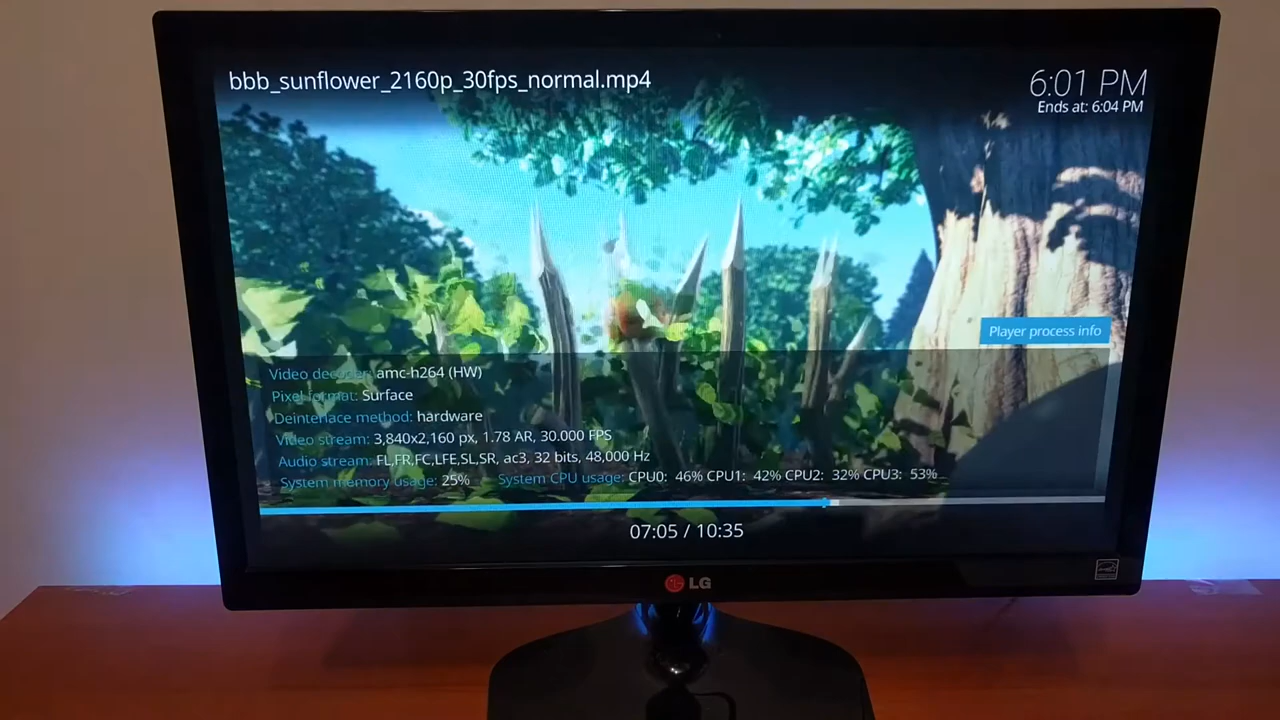 bbb_sunflower_2160p_30fps_normal.mp4
6:01 PM
Ends at: 6:04 PM
Player process info
Video decoder: amc-h264 (HW)
Pixel format: Surface
Deinterlace method: hardware
Video stream: 3,840x2,160 px, 1.78 AR, 30.000 FPS
Audio stream: FL,FR,FC,LFE,SL,SR, ac3, 32 bits, 48,000 Hz
System memory usage: 25% System CPU usage: CPU0: 46% CPU1: 42% CPU2: 32% CPU3: 53%
07:05 / 10:35
LG